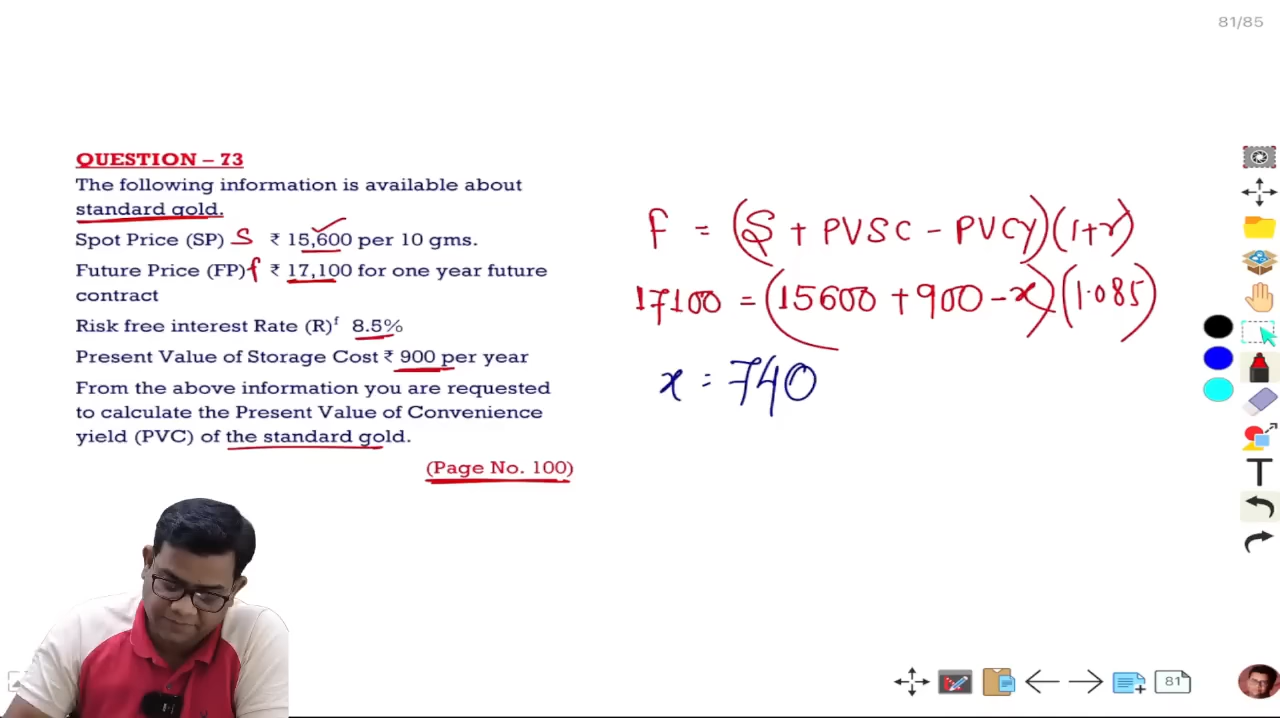 81/85
QUESTION – 73
The following information is available about
standard gold.
Spot Price (SP) S ₹ 15,600 per 10 gms.
Future Price (FP) f ₹ 17,100 for one year future
contract
Risk free interest Rate (R)f 8.5%
Present Value of Storage Cost ₹ 900 per year
From the above information you are requested
to calculate the Present Value of Convenience
yield (PVC) of the standard gold.
(Page No. 100)
F = (S + PVSC - PVCY)(1+r)
17100 = (15600 + 900 - x)(1.085)
x = 740
T
81